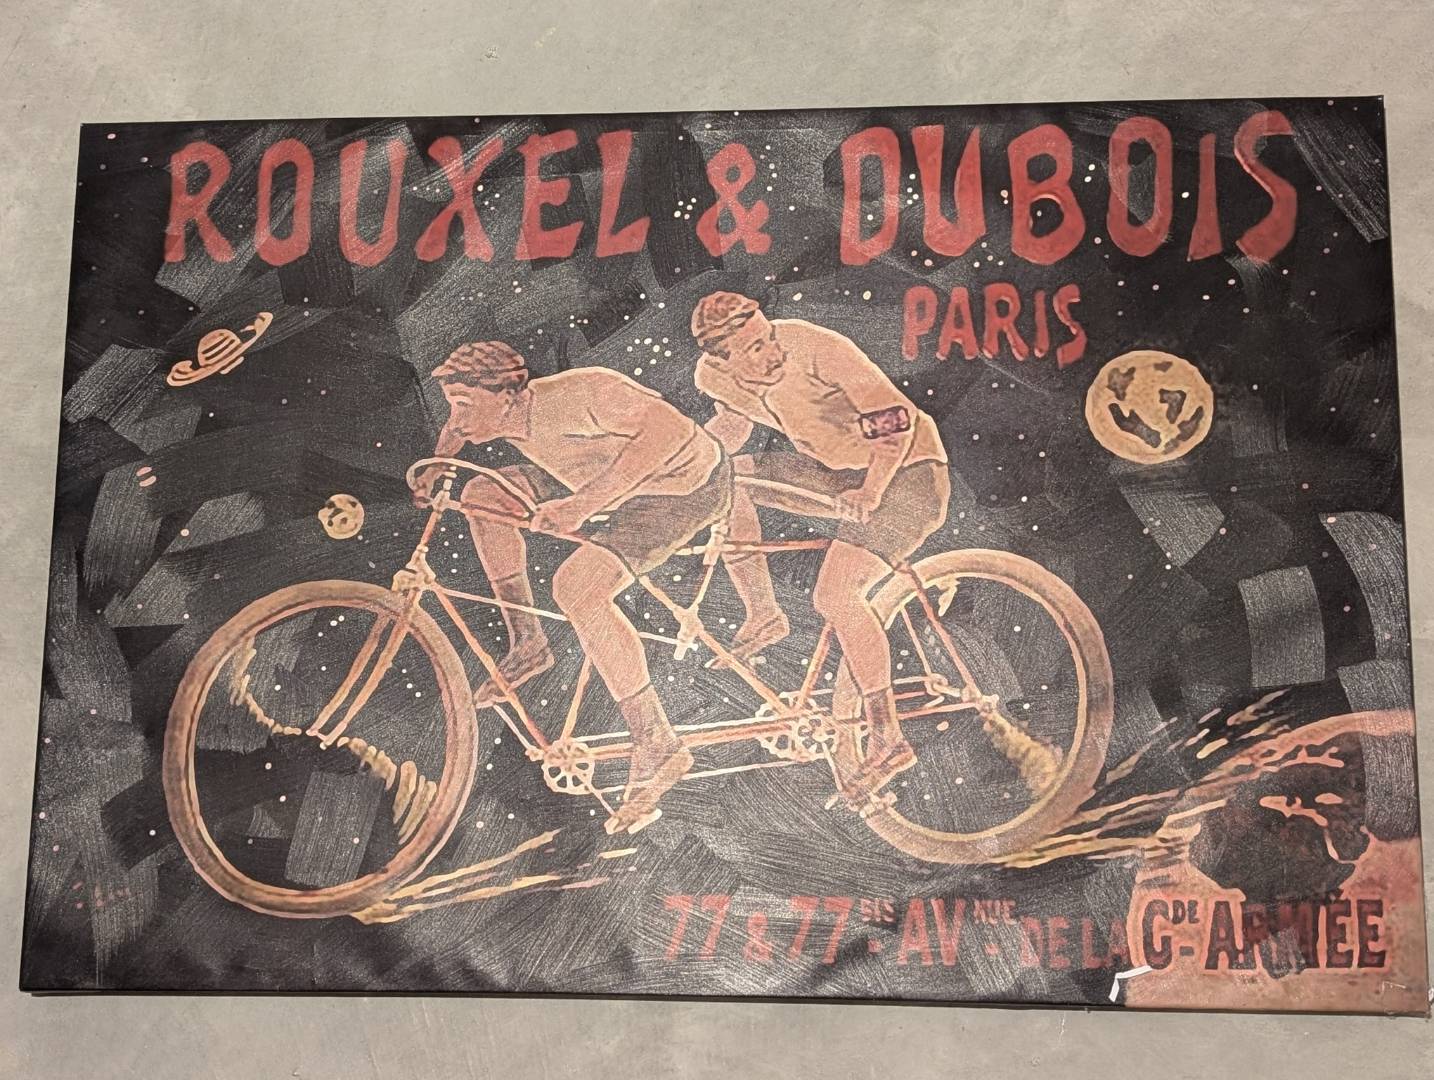 ROUXEL & DUBOIS
PARIS
77 & 77 BIS - AV NUE - DE LA GDE - ARMÉE